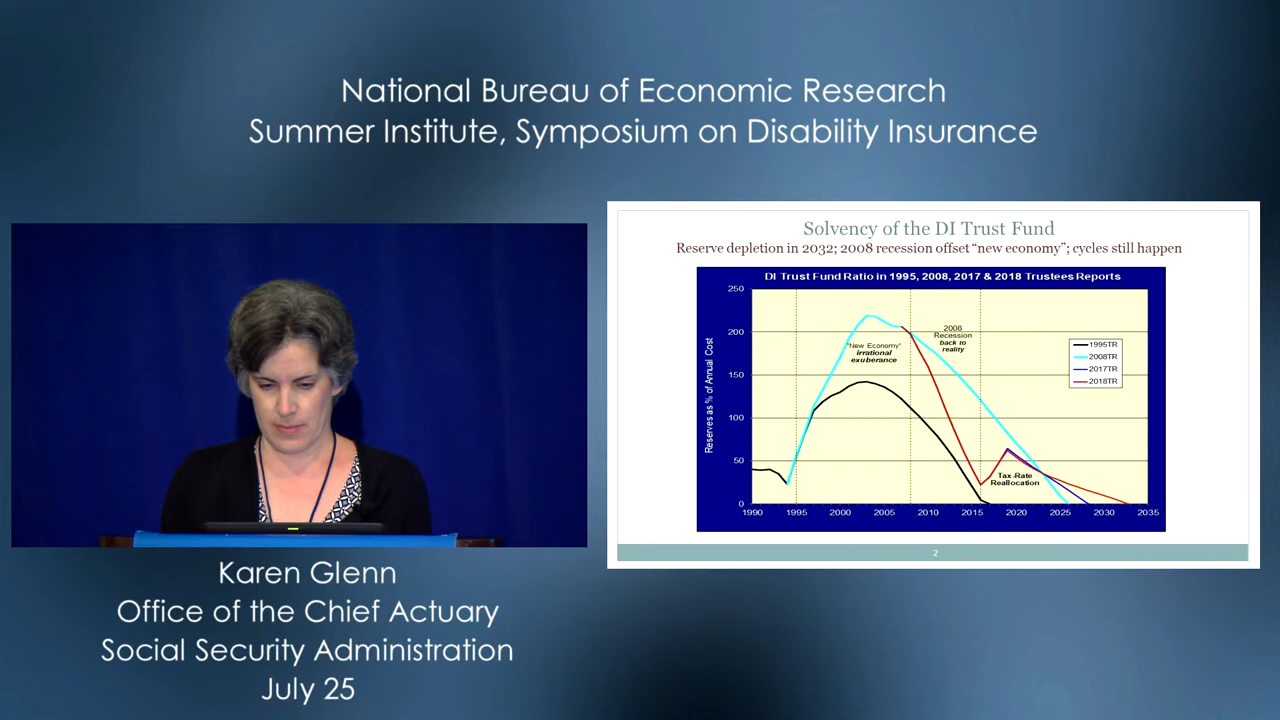 National Bureau of Economic Research
Summer Institute, Symposium on Disability Insurance
Solvency of the DI Trust Fund
Reserve depletion in 2032; 2008 recession offset “new economy”; cycles still happen
DI Trust Fund Ratio in 1995, 2008, 2017 & 2018 Trustees Reports
Reserves as % of Annual Cost
250
200
150
100
50
0
1990 1995 2000 2005 2010 2015 2020 2025 2030 2035
"New Economy"
irrational
exuberance
2008
Recession
back to
reality
Tax-Rate
Reallocation
1995TR
2008TR
2017TR
2018TR
2
Karen Glenn
Office of the Chief Actuary
Social Security Administration
July 25